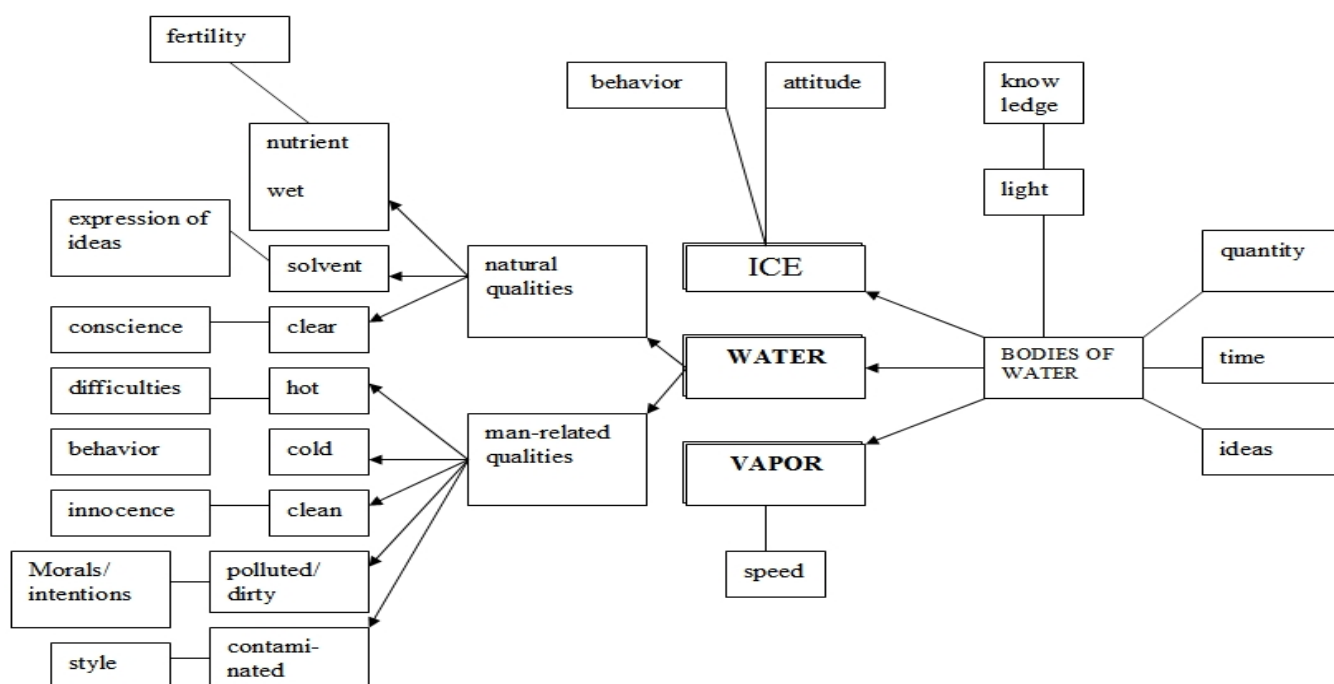 fertility
behavior
attitude
know
ledge
nutrient
wet
light
expression of
ideas
solvent
natural
qualities
ICE
quantity
conscience
clear
WATER
BODIES OF
WATER
time
difficulties
hot
behavior
cold
man-related
qualities
VAPOR
ideas
innocence
clean
Morals/
intentions
polluted/
dirty
speed
style
contami-
nated